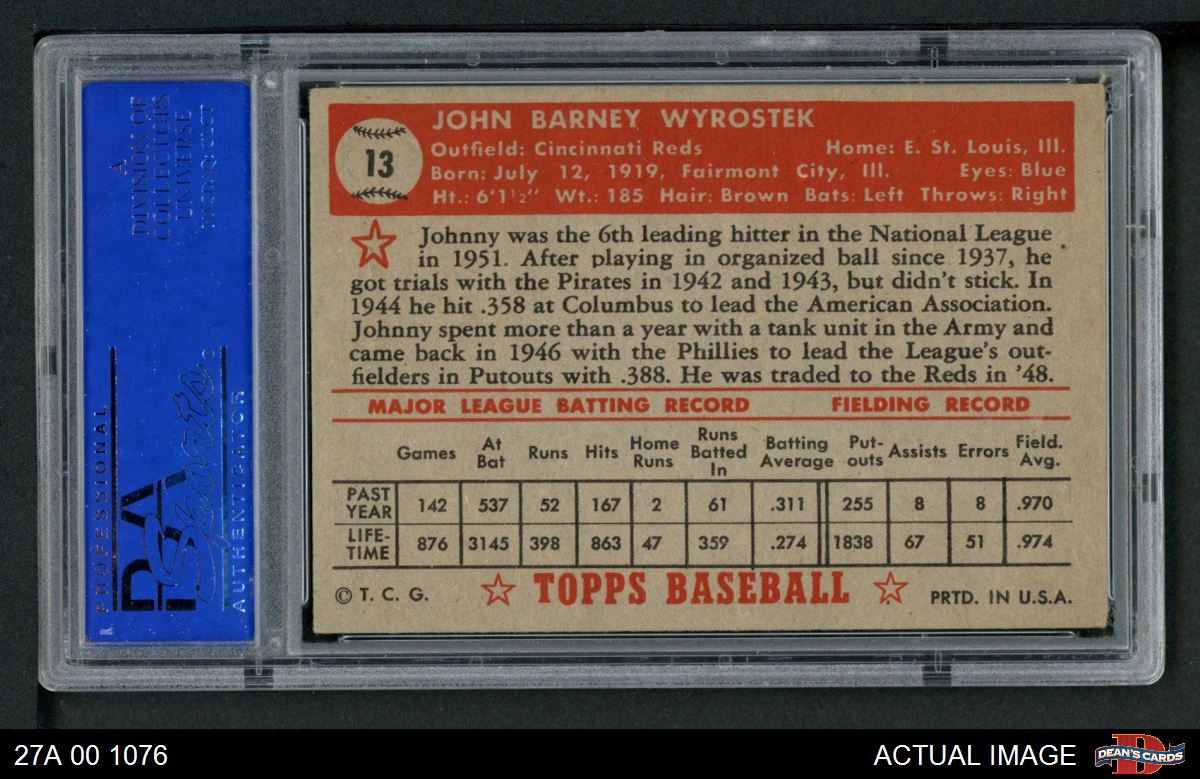 A
DIVISION OF
COLLECTORS
UNIVERSE
NASDAQ: CLCT
PROFESSIONAL
PSA
Sports
AUTHENTICATOR
13
JOHN BARNEY WYROSTEK
Outfield: Cincinnati Reds Home: E. St. Louis, Ill.
Born: July 12, 1919, Fairmont City, Ill. Eyes: Blue
Ht.: 6'1½" Wt.: 185 Hair: Brown Bats: Left Throws: Right
Johnny was the 6th leading hitter in the National League
in 1951. After playing in organized ball since 1937, he
got trials with the Pirates in 1942 and 1943, but didn't stick. In
1944 he hit .358 at Columbus to lead the American Association.
Johnny spent more than a year with a tank unit in the Army and
came back in 1946 with the Phillies to lead the League's out-
fielders in Putouts with .388. He was traded to the Reds in '48.
MAJOR LEAGUE BATTING RECORD FIELDING RECORD
Games At Bat Runs Hits Home Runs Runs Batted In Batting Average Put-outs Assists Errors Field. Avg.
PAST YEAR 142 537 52 167 2 61 .311 255 8 8 .970
LIFE-TIME 876 3145 398 863 47 359 .274 1838 67 51 .974
© T. C. G. TOPPS BASEBALL PRTD. IN U.S.A.
27A 00 1076 ACTUAL IMAGE DEAN'S CARDS